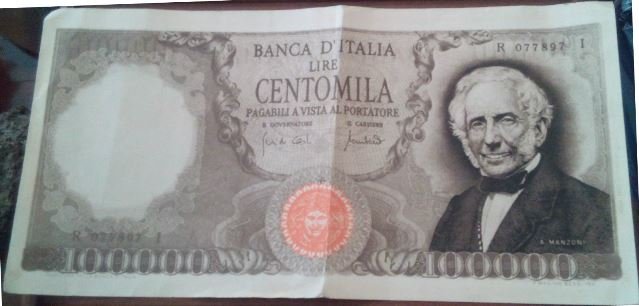 BANCA D'ITALIA
R 077897 I
LIRE
CENTOMILA
PAGABILI A VISTA AL PORTATORE
IL GOVERNATORE IL CASSIERE
R 077897 I
A. MANZONI
100000 100000